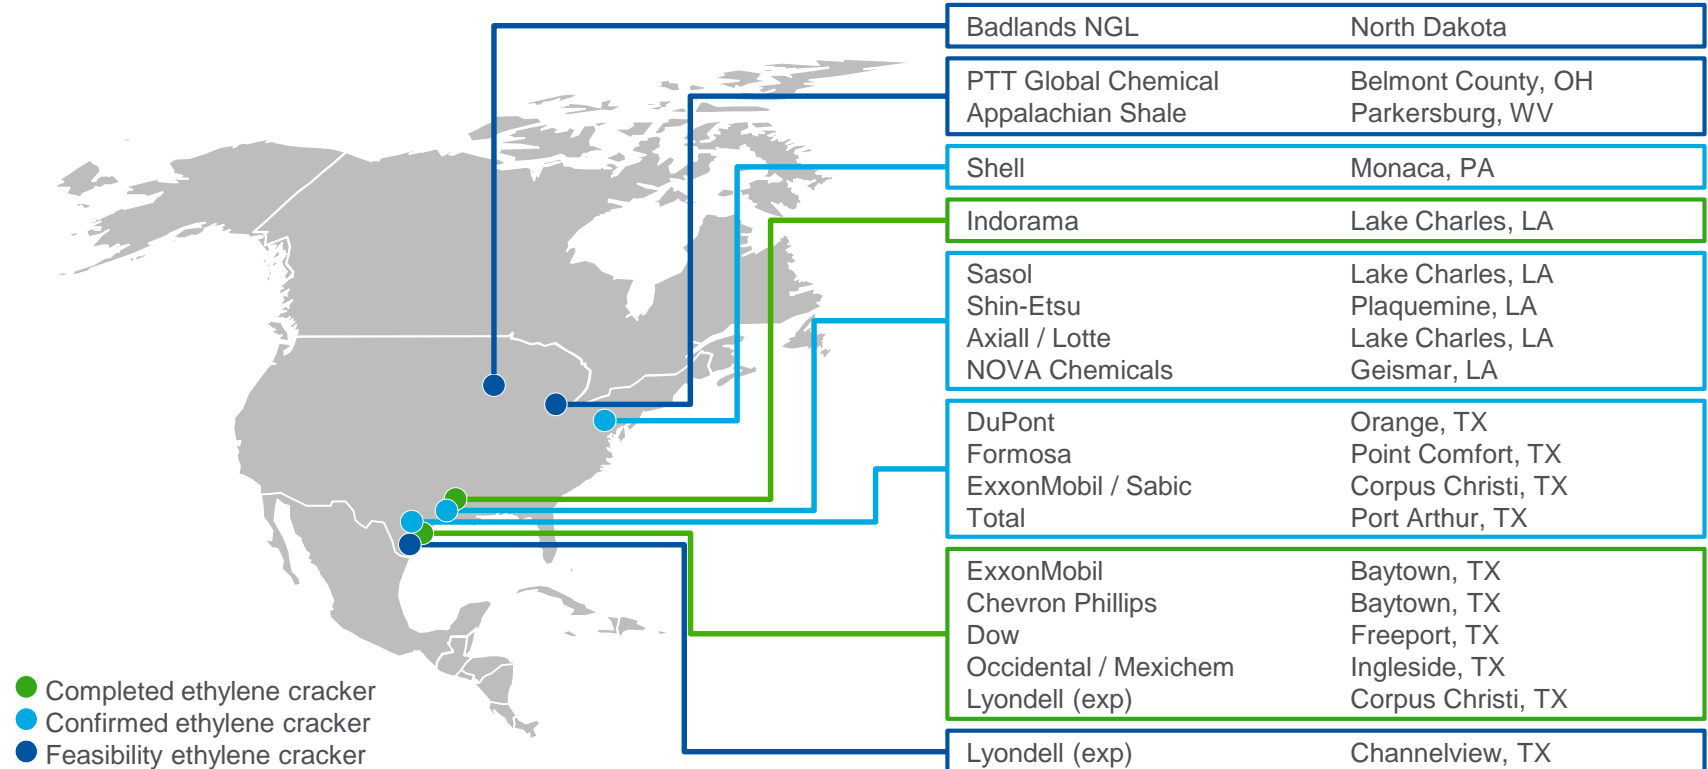 Badlands NGL North Dakota
PTT Global Chemical Belmont County, OH
Appalachian Shale Parkersburg, WV
Shell Monaca, PA
Indorama Lake Charles, LA
Sasol Lake Charles, LA
Shin-Etsu Plaquemine, LA
Axiall / Lotte Lake Charles, LA
NOVA Chemicals Geismar, LA
DuPont Orange, TX
Formosa Point Comfort, TX
ExxonMobil / Sabic Corpus Christi, TX
Total Port Arthur, TX
ExxonMobil Baytown, TX
Chevron Phillips Baytown, TX
Dow Freeport, TX
Occidental / Mexichem Ingleside, TX
Lyondell (exp) Corpus Christi, TX
Lyondell (exp) Channelview, TX
Completed ethylene cracker
Confirmed ethylene cracker
Feasibility ethylene cracker